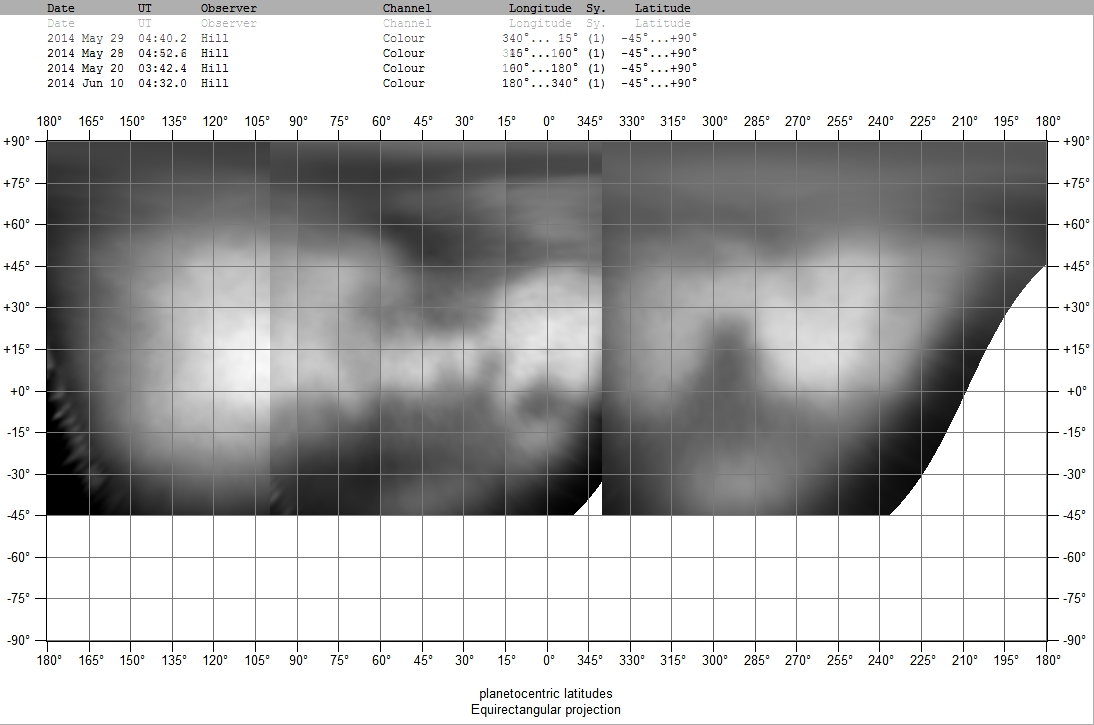 Date UT Observer Channel Longitude Sy. Latitude
Date UT Observer Channel Longitude Sy. Latitude
2014 May 29 04:40.2 Hill Colour 340°... 15° (1) -45°...+90°
2014 May 28 04:52.6 Hill Colour 345°...160° (1) -45°...+90°
2014 May 20 03:42.4 Hill Colour 160°...180° (1) -45°...+90°
2014 Jun 10 04:32.0 Hill Colour 180°...340° (1) -45°...+90°
180° 165° 150° 135° 120° 105° 90° 75° 60° 45° 30° 15° 0° 345° 330° 315° 300° 285° 270° 255° 240° 225° 210° 195° 180°
+90° +90°
+75° +75°
+60° +60°
+45° +45°
+30° +30°
+15° +15°
+0° +0°
-15° -15°
-30° -30°
-45° -45°
-60° -60°
-75° -75°
-90° -90°
180° 165° 150° 135° 120° 105° 90° 75° 60° 45° 30° 15° 0° 345° 330° 315° 300° 285° 270° 255° 240° 225° 210° 195° 180°
planetocentric latitudes
Equirectangular projection